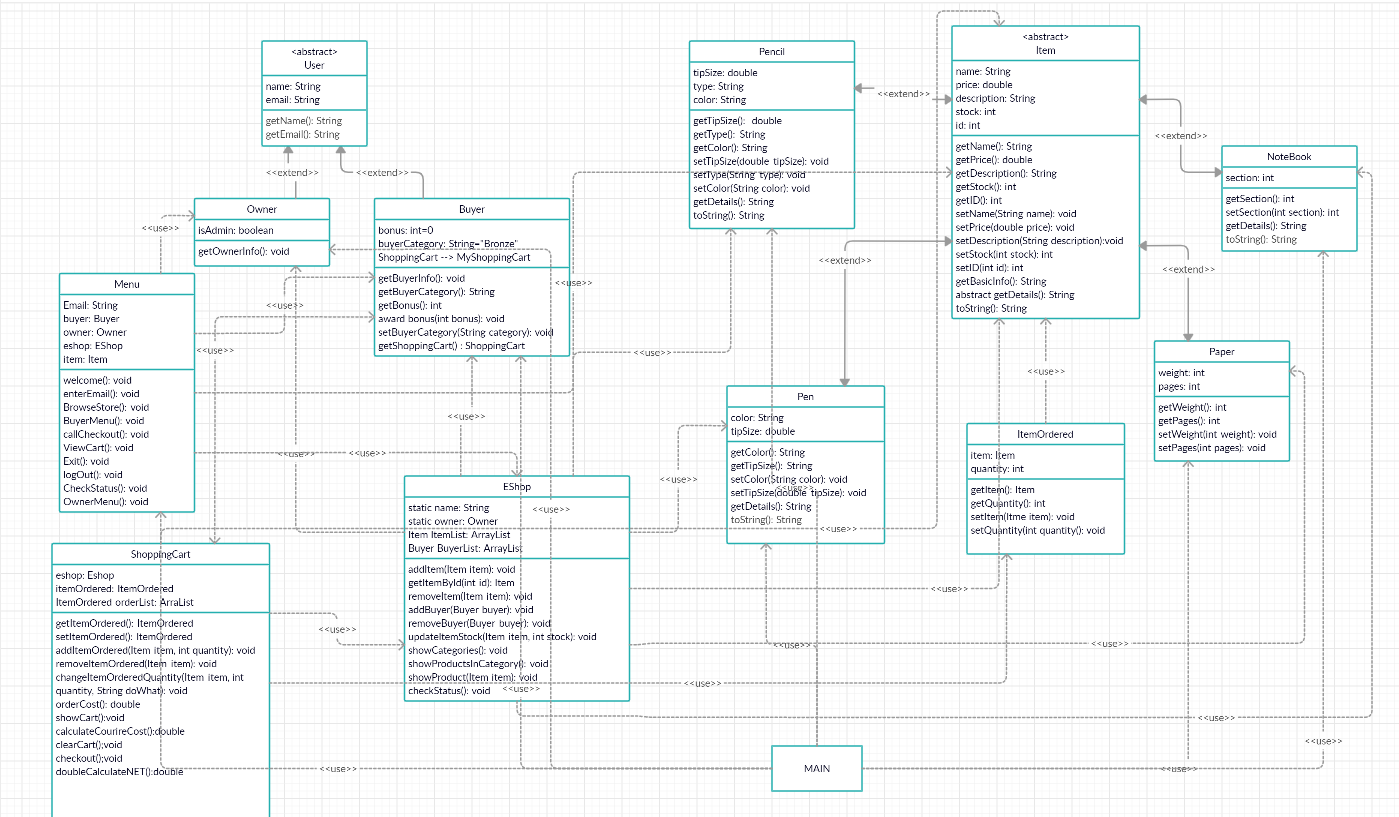 <abstract>
User
name: String
email: String
getName(): String
getEmail(): String
Pencil
tipSize: double
type: String
color: String
getTipSize():  double
getType(): String
getColor(): String
setTipSize(double tipSize): void
setType(String type): void
setColor(String color): void
getDetails(): String
toString(): String
<abstract>
Item
name: String
price: double
description: String
stock: int
id: int
getName(): String
getPrice(): double
getDescription(): String
getStock(): int
getID(): int
setName(String name): void
setPrice(double price): void
setDescription(String description):void
setStock(int stock): int
setID(int id): int
getBasicInfo(): String
abstract getDetails(): String
toString(): String
<<extend>>
<<extend>>
NoteBook
section: int
getSection(): int
setSection(int section): int
getDetails(): String
toString(): String
<<extend>>
<<extend>>
Owner
isAdmin: boolean
getOwnerInfo(): void
Buyer
bonus: int=0
buyerCategory: String="Bronze"
ShoppingCart --> MyShoppingCart
getBuyerInfo(): void
getBuyerCategory(): String
getBonus(): int
award bonus(int bonus): void
setBuyerCategory(String category): void
getShoppingCart() : ShoppingCart
<<use>>
<<extend>>
<<extend>>
Menu
Email: String
buyer: Buyer
owner: Owner
eshop: EShop
item: Item
welcome(): void
enterEmail(): void
BrowseStore(): void
BuyerMenu(): void
callCheckout(): void
ViewCart(): void
Exit(): void
logOut(): void
CheckStatus(): void
OwnerMenu(): void
<<use>>
<<use>>
<<use>>
<<use>>
Paper
weight: int
pages: int
getWeight(): int
getPages(): int
setWeight(int weight): void
setPages(int pages): void
<<use>>
Pen
color: String
tipSize: double
getColor(): String
getTipSize(): String
setColor(String color): void
setTipSize(double tipSize): void
getDetails(): String
toString(): String
<<use>>
<<use>>
ItemOrdered
item: Item
quantity: int
getItem(): Item
getQuantity(): int
setItem(Itme item): void
setQuantity(int quantity(): void
<<use>>
<<use>>
<<use>>
<<use>>
EShop
static name: String
static owner: Owner
Item ItemList: ArrayList
Buyer BuyerList: ArrayList
addItem(Item item): void
getItemById(int id): Item
removeItem(Item item): void
addBuyer(Buyer buyer): void
removeBuyer(Buyer buyer): void
updateItemStock(Item item, int stock): void
showCategories(): void
showProductsInCategory(): void
showProduct(Item item): void
checkStatus(): void
<<use>>
<<use>>
ShoppingCart
eshop: Eshop
itemOrdered: ItemOrdered
ItemOrdered orderList: ArraList
getItemOrdered(): ItemOrdered
setItemOrdered(): ItemOrdered
addItemOrdered(Item item, int quantity): void
removeItemOrdered(Item item): void
changeItemOrderedQuantity(Item item, int
quantity, String doWhat): void
orderCost(): double
showCart():void
calculateCourireCost():double
clearCart();void
checkout();void
doubleCalculateNET():double
<<use>>
<<use>>
<<use>>
<<use>>
<<use>>
<<use>>
<<use>>
<<use>>
MAIN
<<use>>
<<use>>